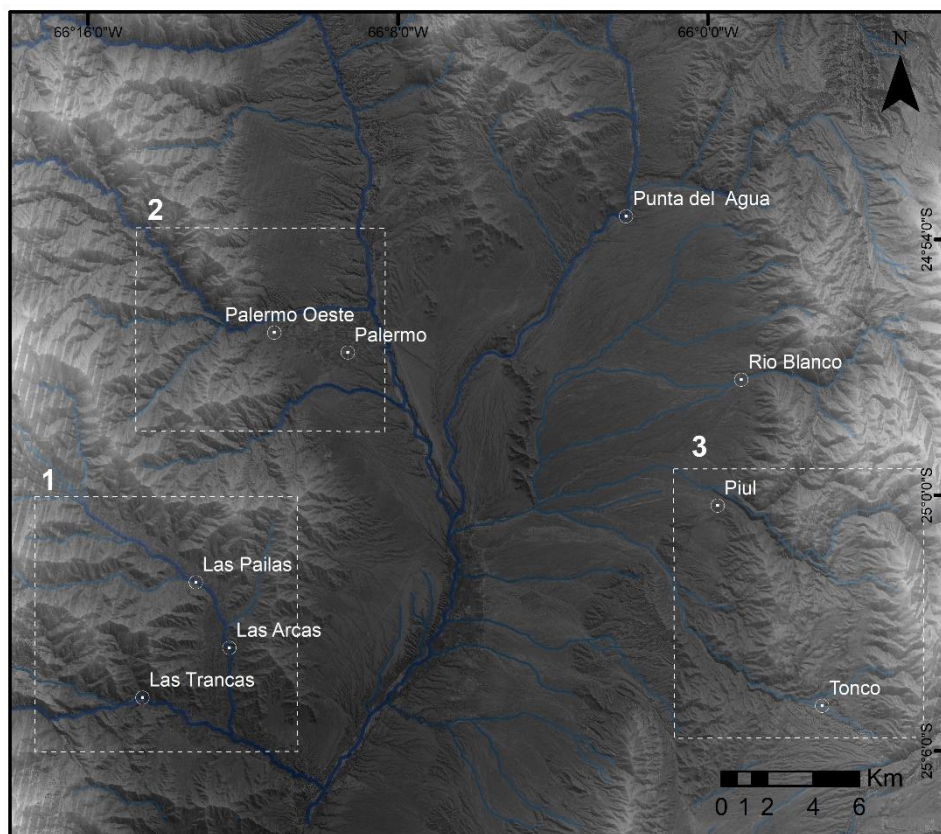 66°16'0"W
66°8'0"W
66°0'0"W
N
2
Punta del Agua
24°54'0"S
Palermo Oeste
Palermo
Rio Blanco
3
1
Piul
25°0'0"S
Las Pailas
Las Arcas
Las Trancas
Tonco
25°6'0"S
Km
0 1 2 4 6